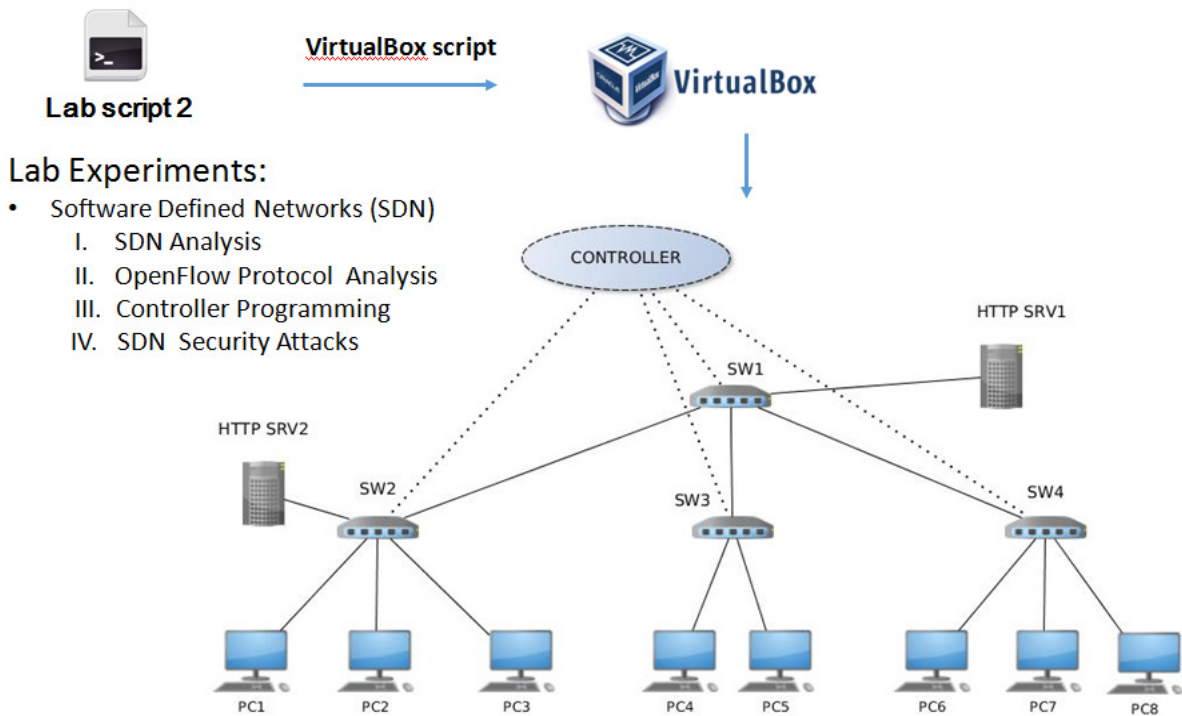 >_
Lab script 2
VirtualBox script
ORACLE
VirtualBox
VirtualBox
Lab Experiments:
• Software Defined Networks (SDN)
I. SDN Analysis
II. OpenFlow Protocol Analysis
III. Controller Programming
IV. SDN Security Attacks
CONTROLLER
HTTP SRV1
SW1
HTTP SRV2
SW2
SW3
SW4
PC1
PC2
PC3
PC4
PC5
PC6
PC7
PC8